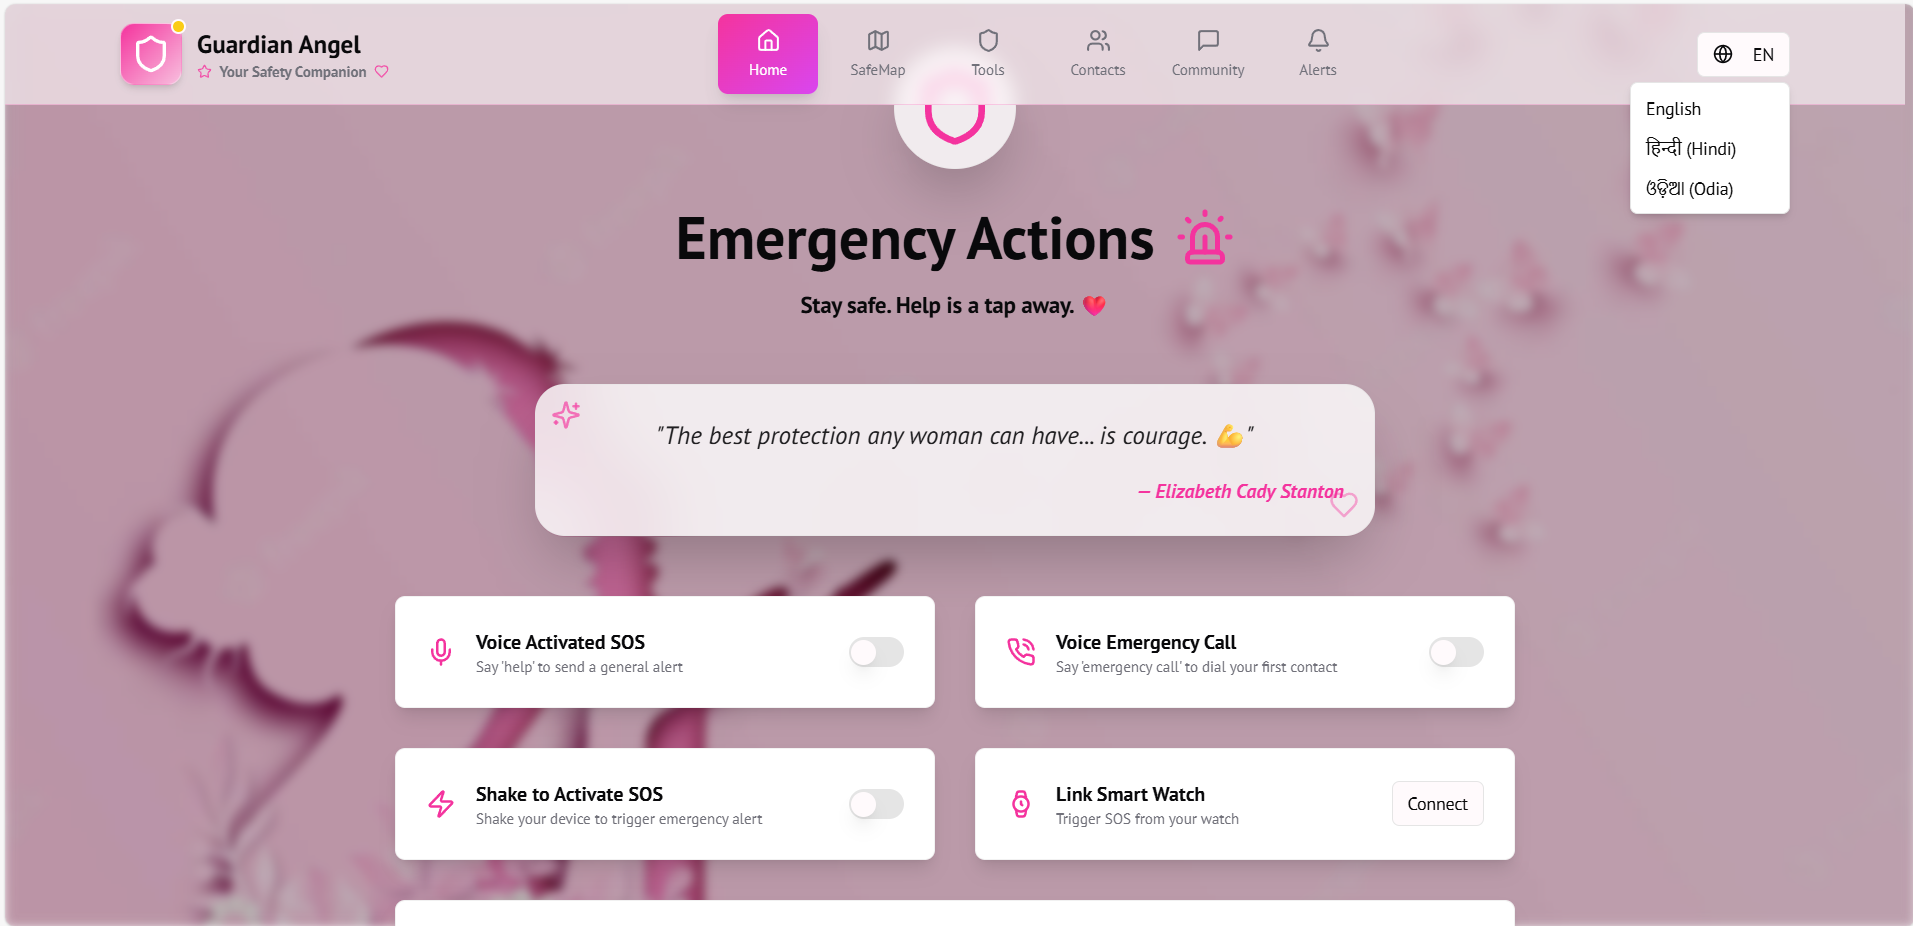 Guardian Angel
Your Safety Companion
Home
SafeMap
Tools
Contacts
Community
Alerts
EN
English
हिन्दी (Hindi)
ଓଡ଼ିଆ (Odia)
Emergency Actions
Stay safe. Help is a tap away. ❤️
"The best protection any woman can have... is courage. 💪"
— Elizabeth Cady Stanton
Voice Activated SOS
Say 'help' to send a general alert
Voice Emergency Call
Say 'emergency call' to dial your first contact
Shake to Activate SOS
Shake your device to trigger emergency alert
Link Smart Watch
Trigger SOS from your watch
Connect